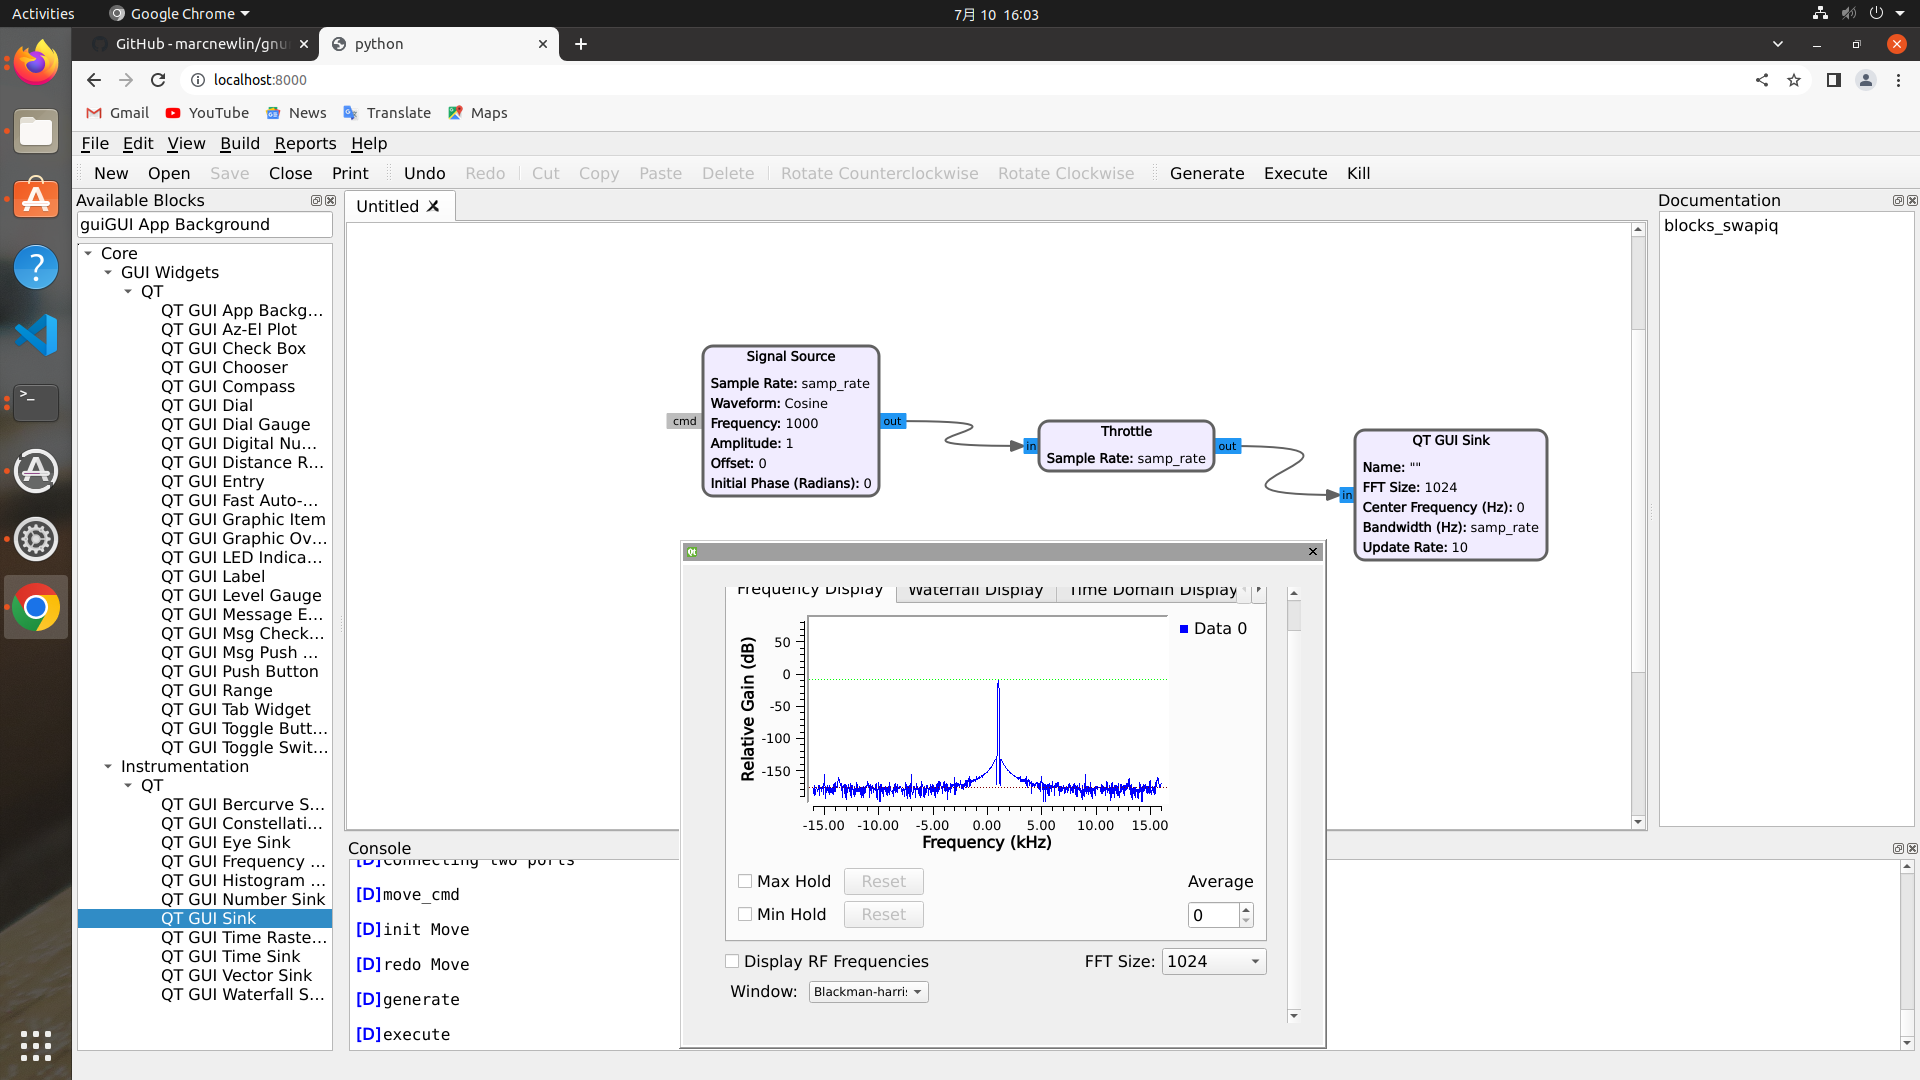 Activities
Google Chrome
7月 10 16:03
GitHub - marcnewlin/gnu
python
localhost:8000
Gmail
YouTube
News
Translate
Maps
File Edit View Build Reports Help
New Open Save Close Print Undo Redo Cut Copy Paste Delete Rotate Counterclockwise Rotate Clockwise Generate Execute Kill
Available Blocks
guiGUI App Background
Core
GUI Widgets
QT
QT GUI App Backg...
QT GUI Az-El Plot
QT GUI Check Box
QT GUI Chooser
QT GUI Compass
QT GUI Dial
QT GUI Dial Gauge
QT GUI Digital Nu...
QT GUI Distance R...
QT GUI Entry
QT GUI Fast Auto-...
QT GUI Graphic Item
QT GUI Graphic Ov...
QT GUI LED Indica...
QT GUI Label
QT GUI Level Gauge
QT GUI Message E...
QT GUI Msg Check...
QT GUI Msg Push ...
QT GUI Push Button
QT GUI Range
QT GUI Tab Widget
QT GUI Toggle Butt...
QT GUI Toggle Swit...
Instrumentation
QT
QT GUI Bercurve S...
QT GUI Constellati...
QT GUI Eye Sink
QT GUI Frequency ...
QT GUI Histogram ...
QT GUI Number Sink
QT GUI Sink
QT GUI Time Raste...
QT GUI Time Sink
QT GUI Vector Sink
QT GUI Waterfall S...
Untitled
Signal Source
Sample Rate: samp_rate
Waveform: Cosine
Frequency: 1000
Amplitude: 1
Offset: 0
Initial Phase (Radians): 0
cmd
out
in
Throttle
Sample Rate: samp_rate
out
in
QT GUI Sink
Name: ""
FFT Size: 1024
Center Frequency (Hz): 0
Bandwidth (Hz): samp_rate
Update Rate: 10
Documentation
blocks_swapiq
Console
[D]connecting two ports
[D]move_cmd
[D]init Move
[D]redo Move
[D]generate
[D]execute
Qt
Frequency Display
Waterfall Display
Time Domain Display
Relative Gain (dB)
50
0
-50
-100
-150
Data 0
-15.00 -10.00 -5.00 0.00 5.00 10.00 15.00
Frequency (kHz)
Max Hold Reset
Average
Min Hold Reset
0
Display RF Frequencies
FFT Size: 1024
Window: Blackman-harri